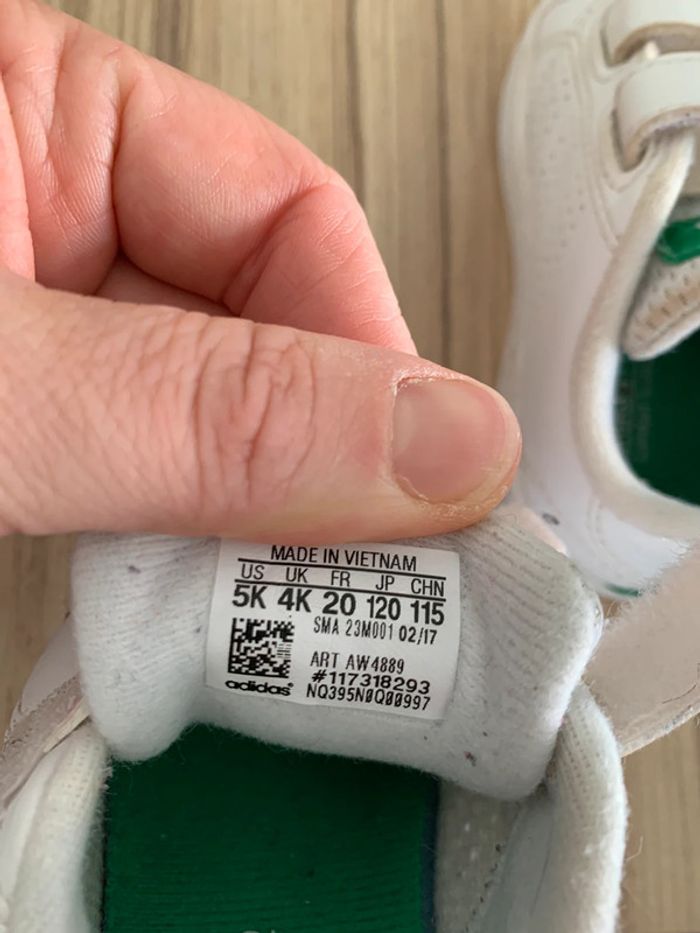 MADE IN VIETNAM
US UK FR JP CHN
5K 4K 20 120 115
SMA 23M001 02/17
ART AW4889
#117318293
adidas NQ395N0Q00997